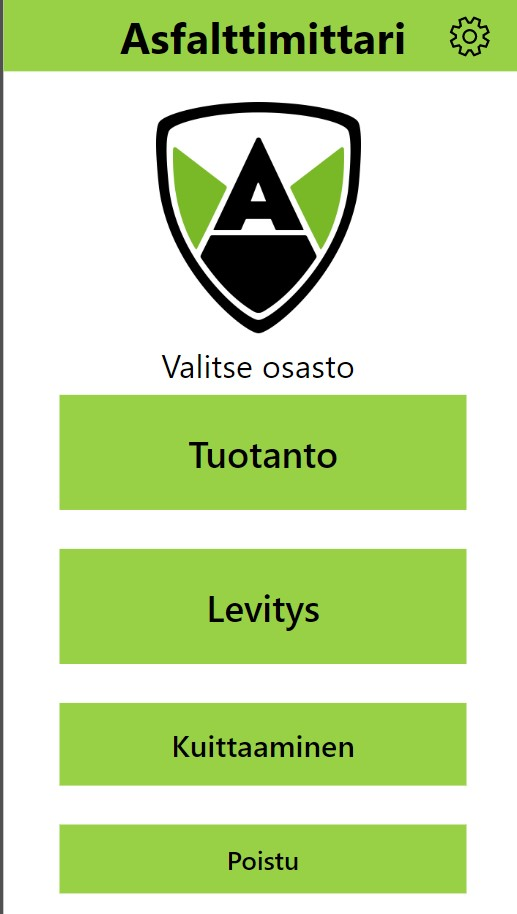 Asfalttimittari
A
Valitse osasto
Tuotanto
Levitys
Kuittaaminen
Poistu